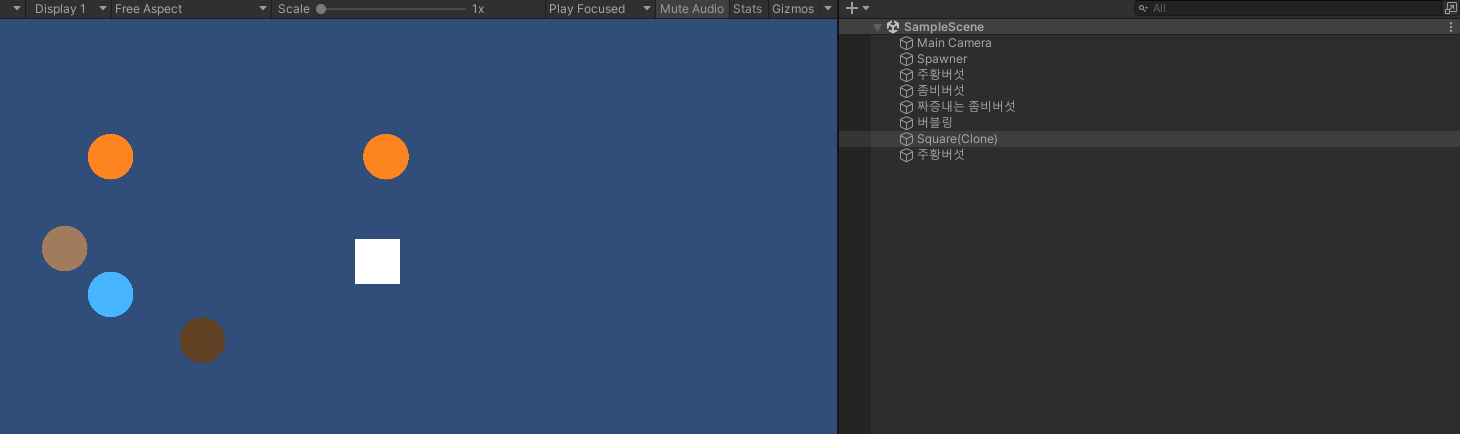 Display 1 Free Aspect Scale 1x Play Focused Mute Audio Stats Gizmos
All
SampleScene
Main Camera
Spawner
주황버섯
좀비버섯
짜증내는 좀비버섯
버블링
Square(Clone)
주황버섯